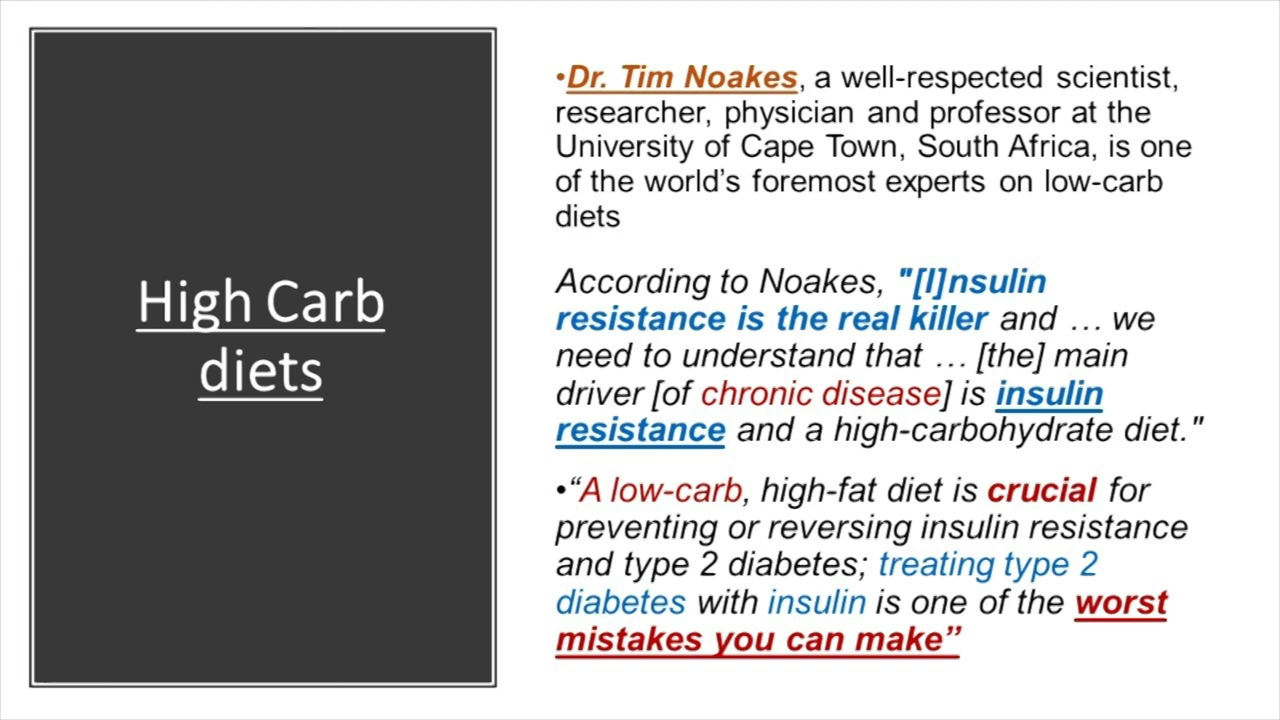 High Carb
diets
•Dr. Tim Noakes, a well-respected scientist,
researcher, physician and professor at the
University of Cape Town, South Africa, is one
of the world’s foremost experts on low-carb
diets
According to Noakes, "[I]nsulin
resistance is the real killer and … we
need to understand that … [the] main
driver [of chronic disease] is insulin
resistance and a high-carbohydrate diet."
•“A low-carb, high-fat diet is crucial for
preventing or reversing insulin resistance
and type 2 diabetes; treating type 2
diabetes with insulin is one of the worst
mistakes you can make”